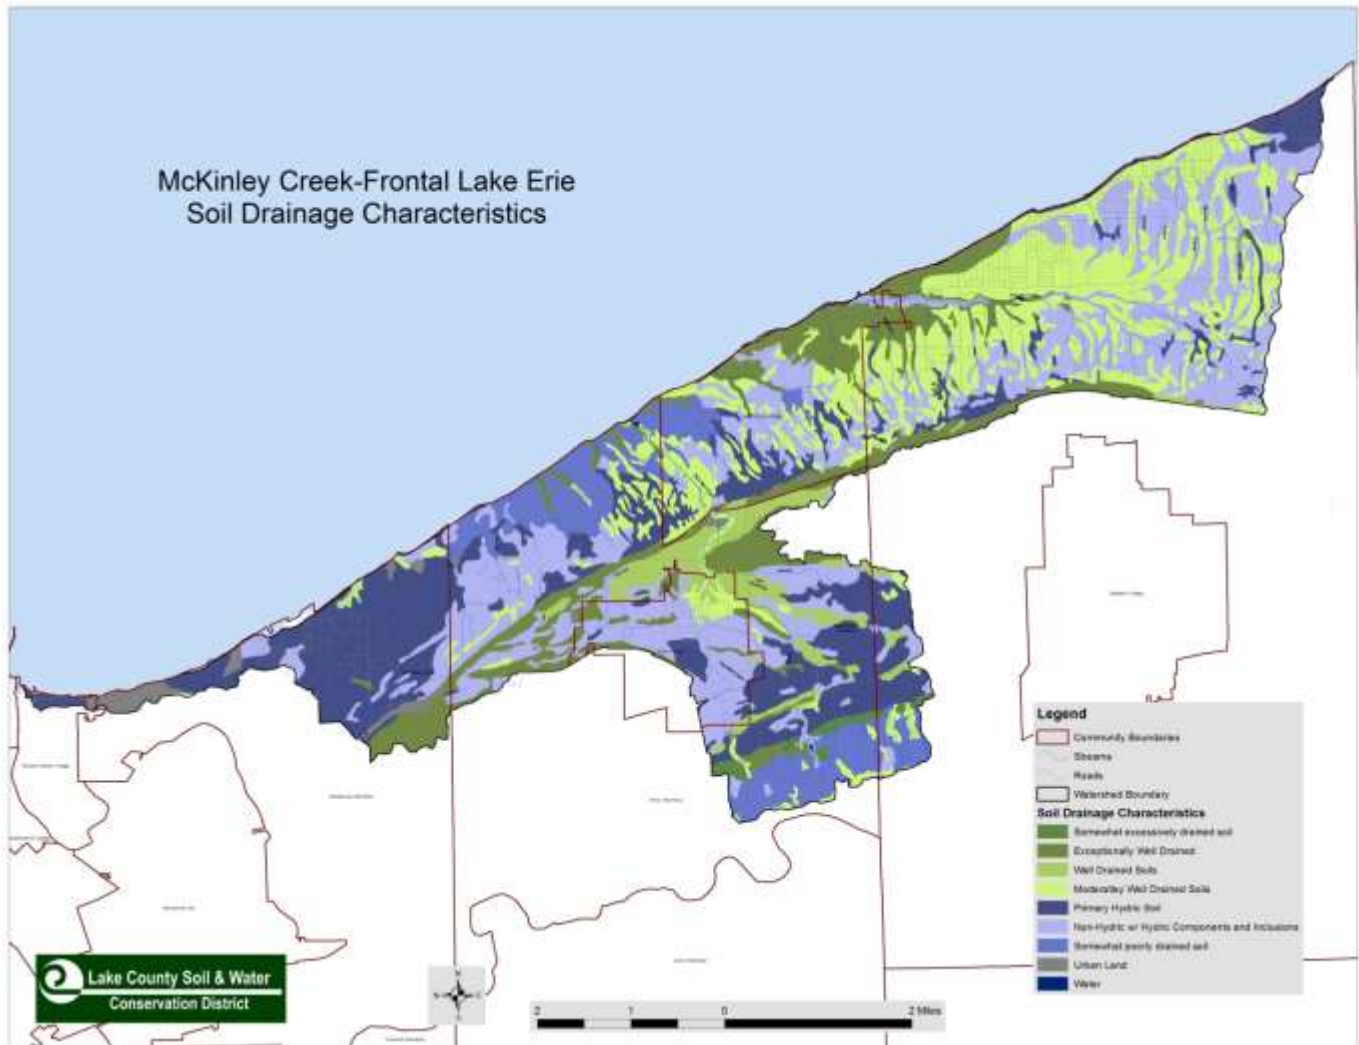 McKinley Creek-Frontal Lake Erie
Soil Drainage Characteristics
Legend
Community Boundaries
Streams
Roads
Watershed Boundary
Soil Drainage Characteristics
Somewhat excessively drained soil
Exceptionally Well Drained
Well Drained Soils
Moderatley Well Drained Soils
Primary Hydric Soil
Non-Hydric w/ Hydric Components and Inclusions
Somewhat poorly drained soil
Urban Land
Water
Lake County Soil & Water
Conservation District
N
S
2 1 0 2 Miles